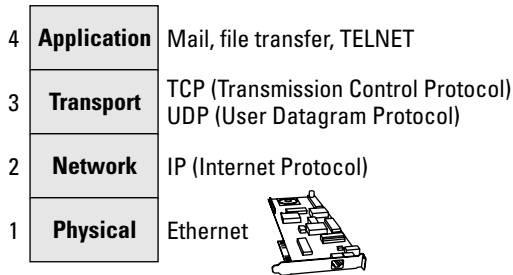 4 Application Mail, file transfer, TELNET
3 Transport TCP (Transmission Control Protocol)
UDP (User Datagram Protocol)
2 Network IP (Internet Protocol)
1 Physical Ethernet